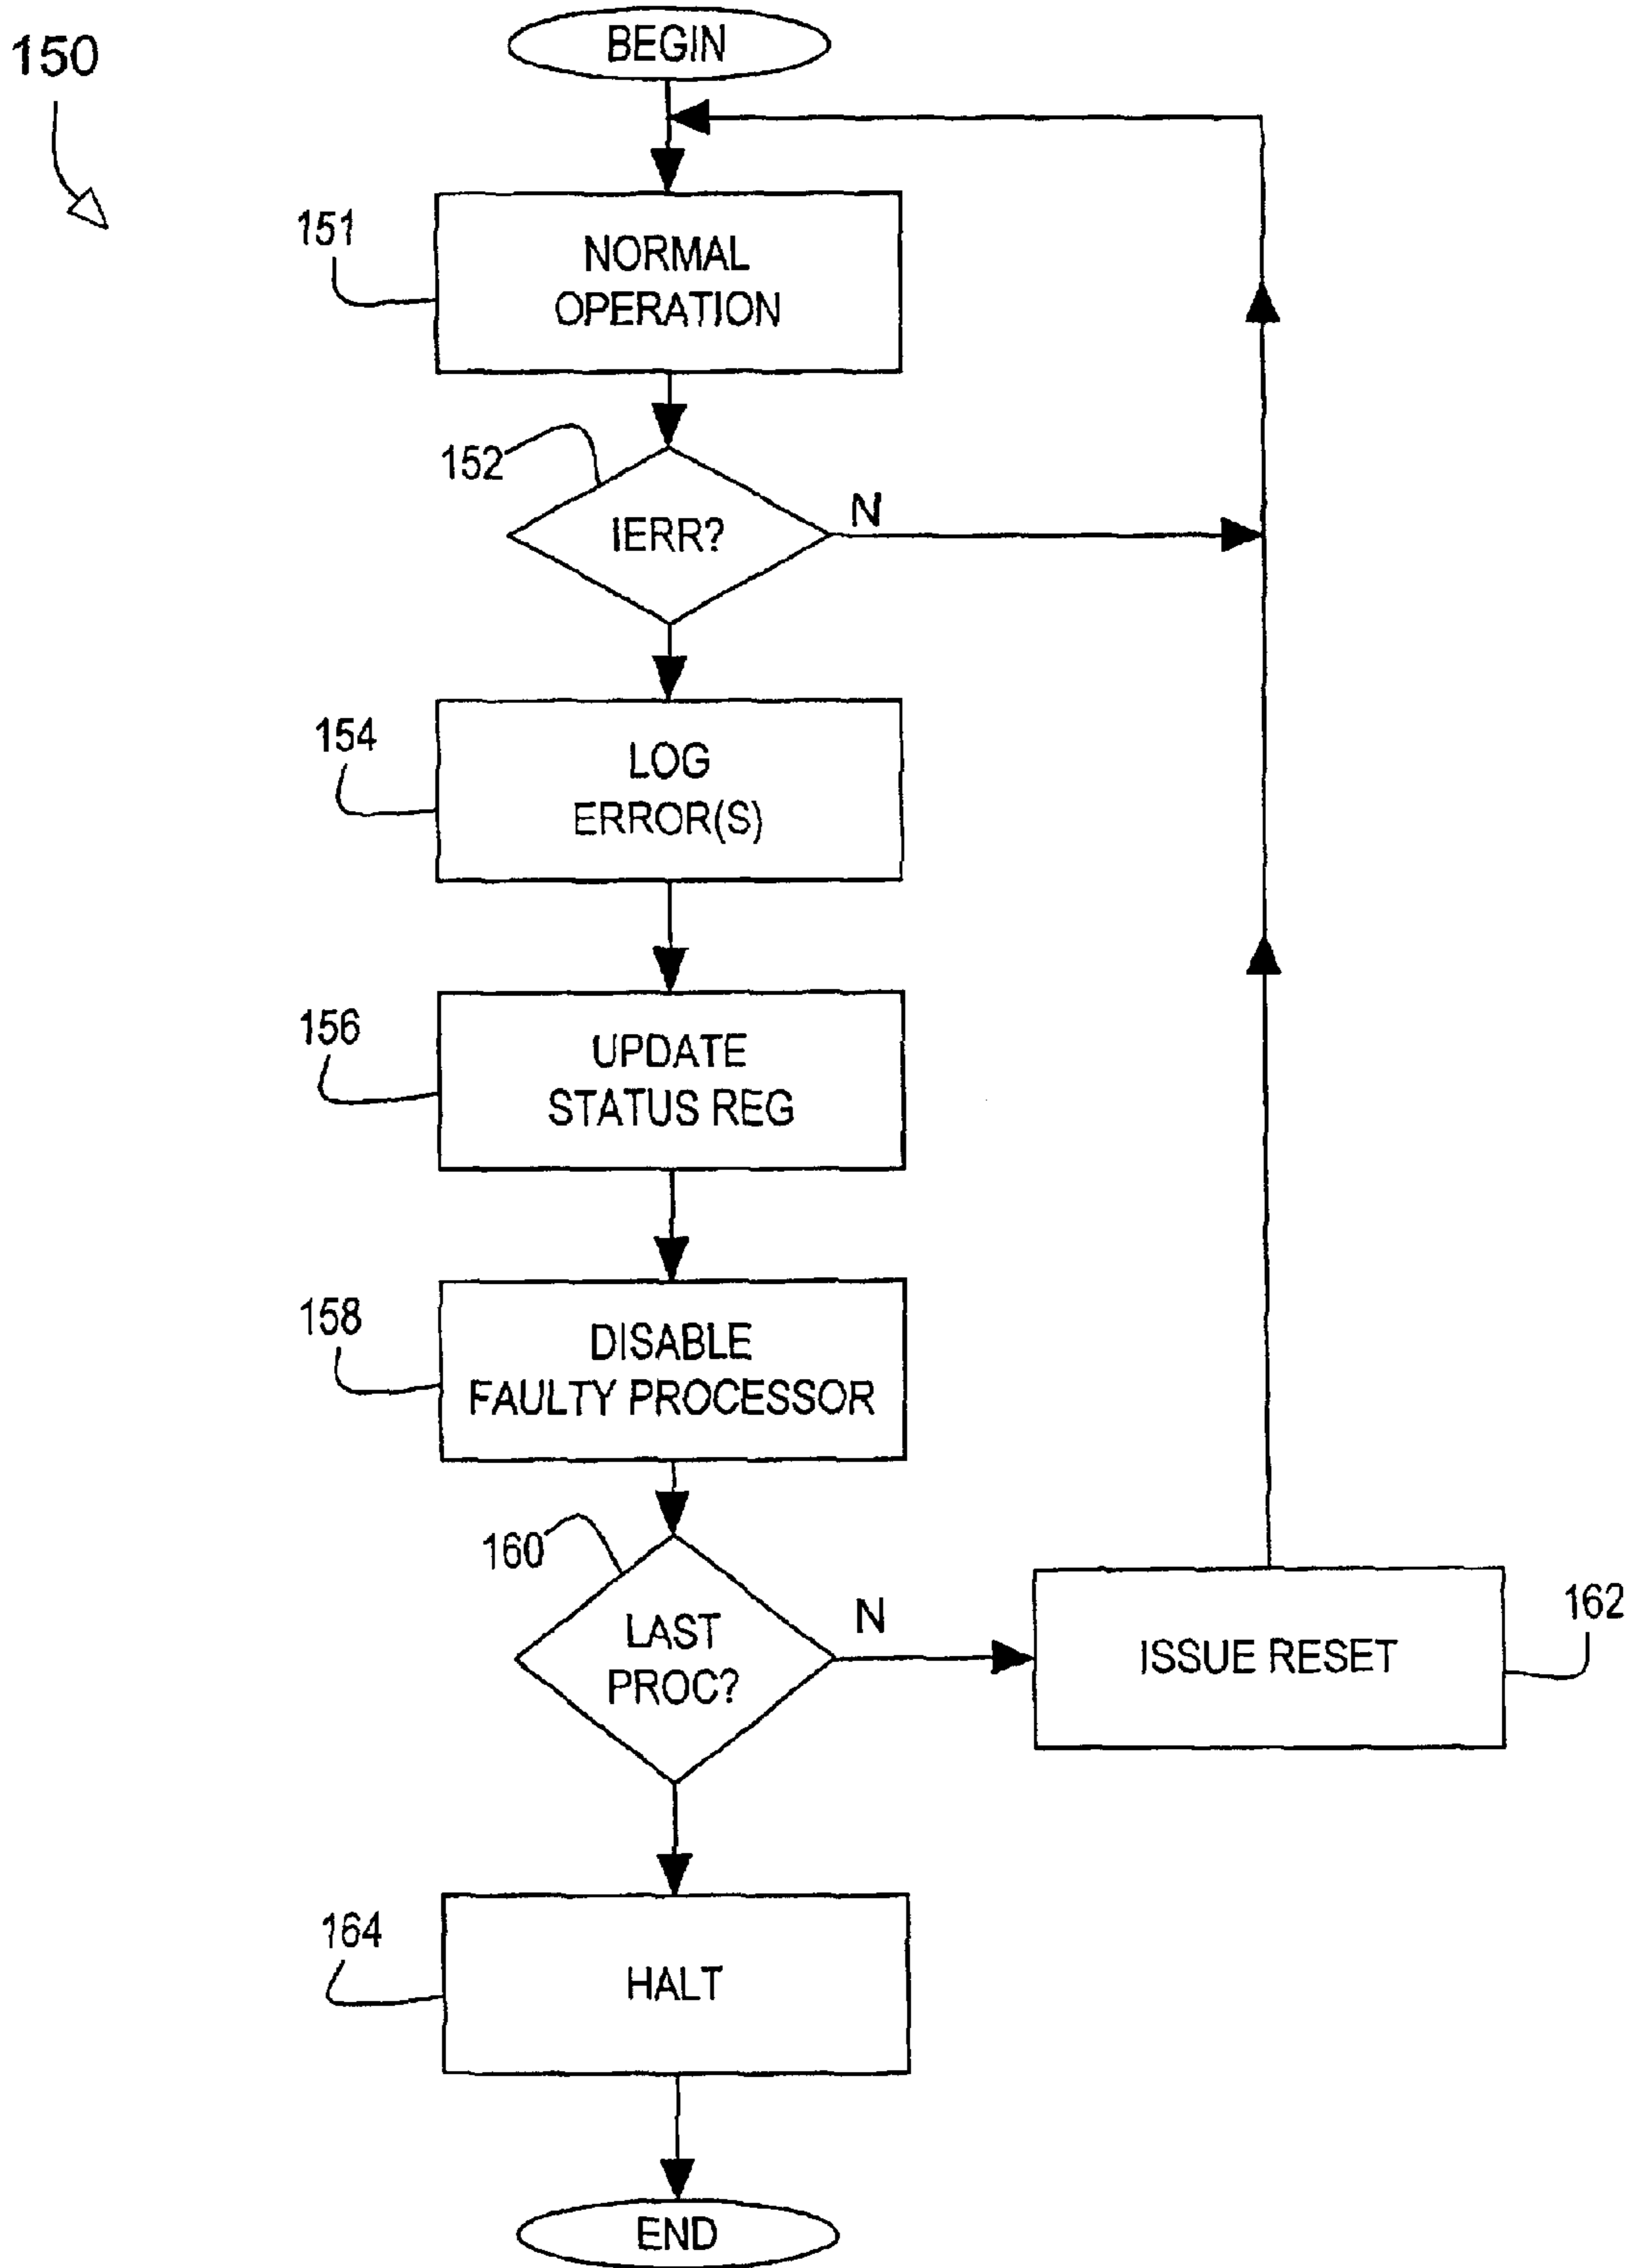 150
BEGIN
151
NORMAL
OPERATION
152
IERR?
N
154
LOG
ERROR(S)
156
UPDATE
STATUS REG
158
DISABLE
FAULTY PROCESSOR
160
LAST
PROC?
N
ISSUE RESET
162
164
HALT
END